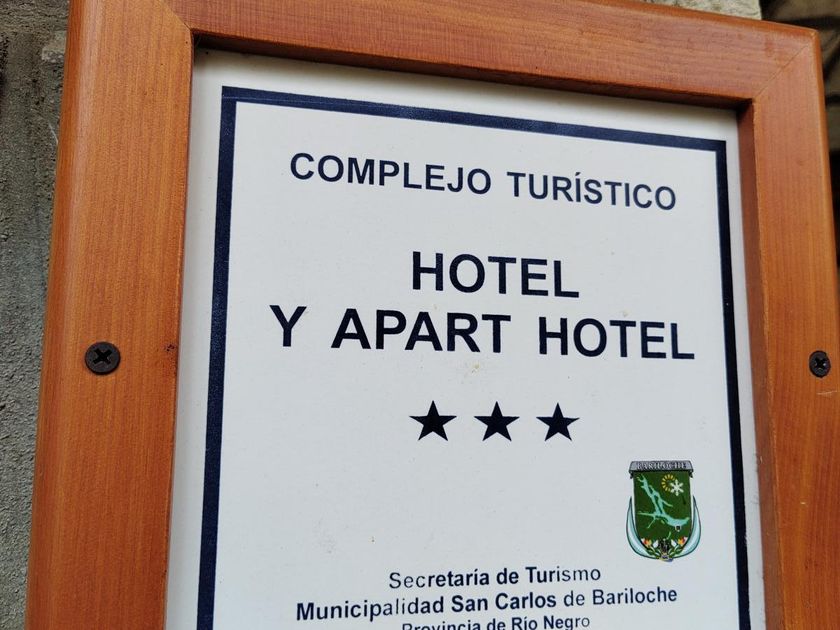 COMPLEJO TURÍSTICO
HOTEL
Y APART HOTEL
BARILOCHE
Secretaría de Turismo
Municipalidad San Carlos de Bariloche
Provincia de Río Negro